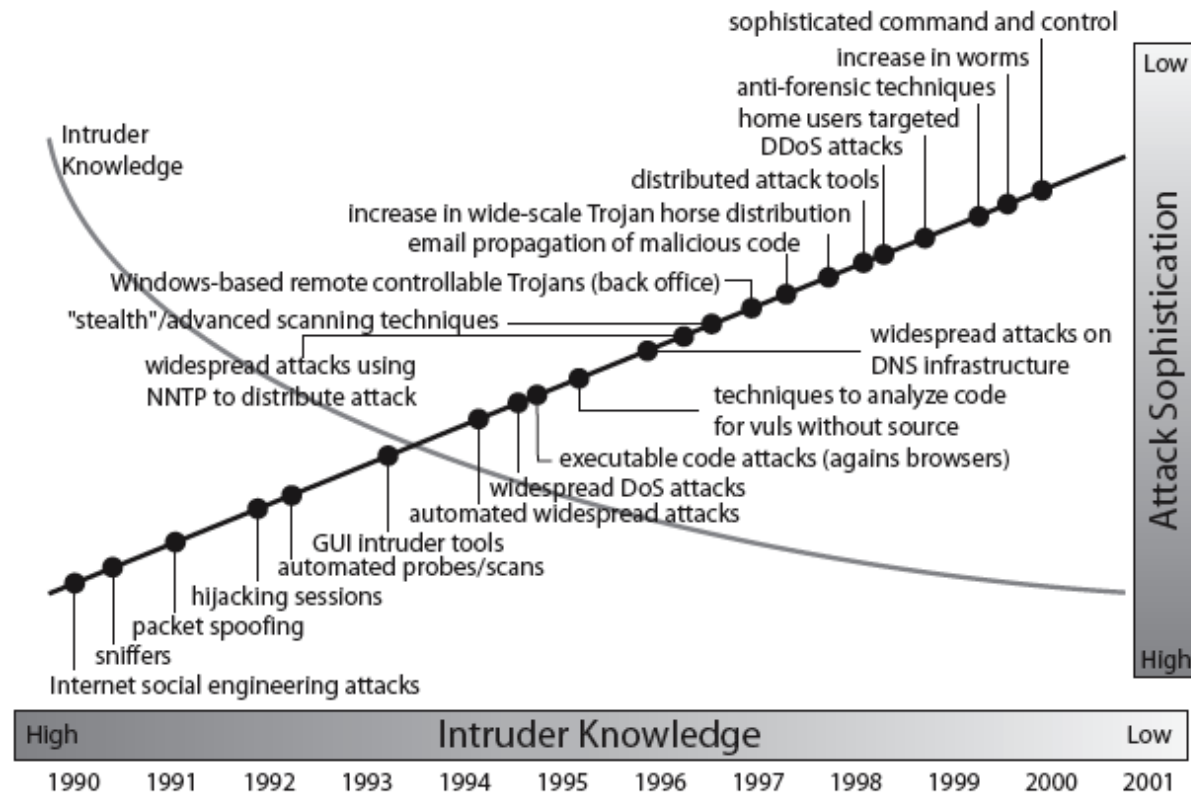 sophisticated command and control
increase in worms
anti-forensic techniques
home users targeted
DDoS attacks
distributed attack tools
increase in wide-scale Trojan horse distribution
email propagation of malicious code
Windows-based remote controllable Trojans (back office)
"stealth"/advanced scanning techniques
widespread attacks using
NNTP to distribute attack
Intruder
Knowledge
widespread attacks on
DNS infrastructure
techniques to analyze code
for vuls without source
executable code attacks (agains browsers)
widespread DoS attacks
automated widespread attacks
GUI intruder tools
automated probes/scans
hijacking sessions
packet spoofing
sniffers
Internet social engineering attacks
Low
Attack Sophistication
High
High Intruder Knowledge Low
1990 1991 1992 1993 1994 1995 1996 1997 1998 1999 2000 2001